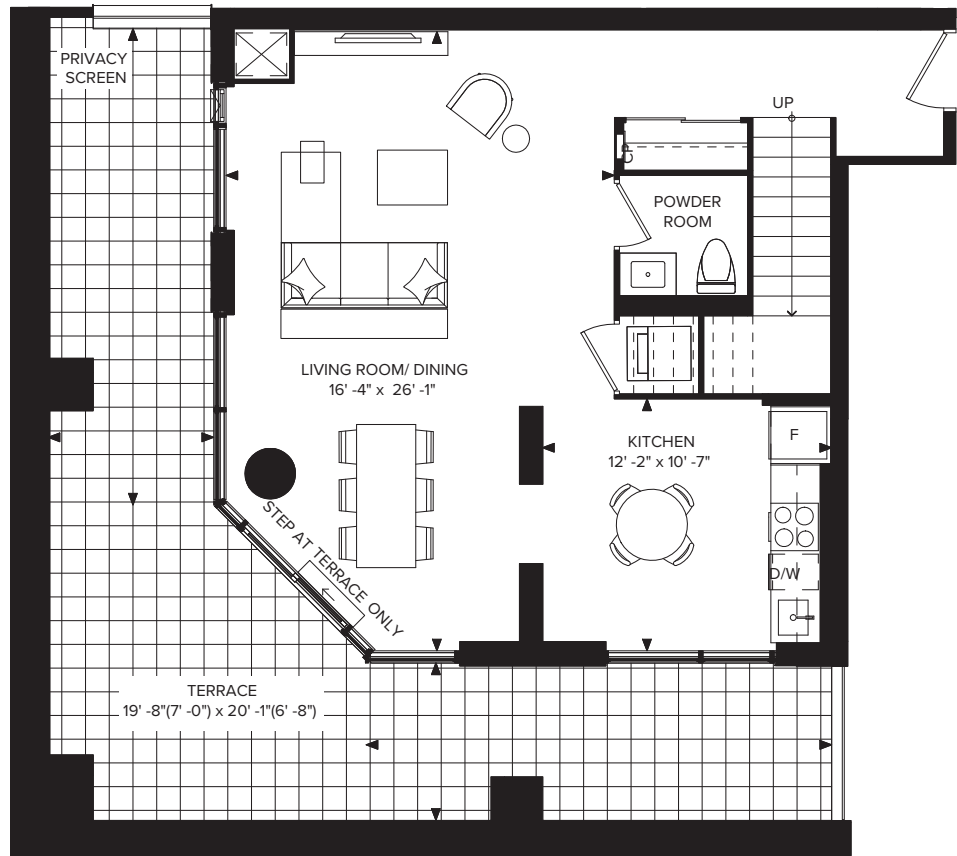 PRIVACY
SCREEN
UP
CP
POWDER
ROOM
LIVING ROOM/ DINING
16' -4" x 26' -1"
KITCHEN
12' -2" x 10' -7"
F
STEP AT TERRACE ONLY
D/W
TERRACE
19' -8"(7' -0") x 20' -1"(6' -8")